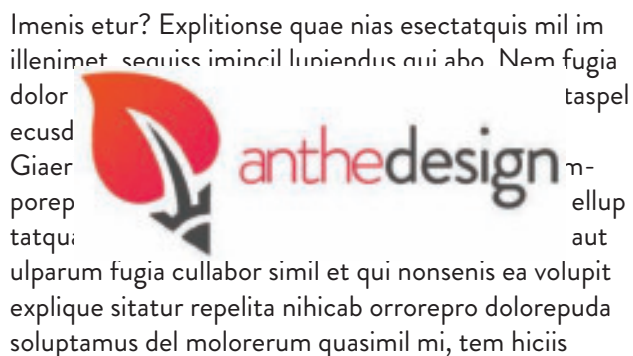 Imenis etur? Explitionse quae nias esectatquis mil im
illenimet, sequiss imincil lupiendus qui abo. Nem fugia
dolor taspel
ecusd
anthedesign
Giaer m-
porep ellup
tatqua aut
ulparum fugia cullabor simil et qui nonsenis ea volupit
explique sitatur repelita nihicab orrorepro dolorepuda
soluptamus del molorerum quasimil mi, tem hiciis